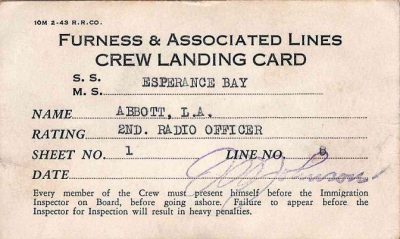 10M 2-43 R.R.CO.
FURNESS & ASSOCIATED LINES
CREW LANDING CARD
S. S.
M. S. ESPERANCE BAY
NAME ABBOTT, L.A.
RATING 2ND. RADIO OFFICER
SHEET NO. 1 LINE NO. 8
DATE Johnson
Every member of the Crew must present himself before the Immigration
Inspector on Board, before going ashore. Failure to appear before the
Inspector for Inspection will result in heavy penalties.